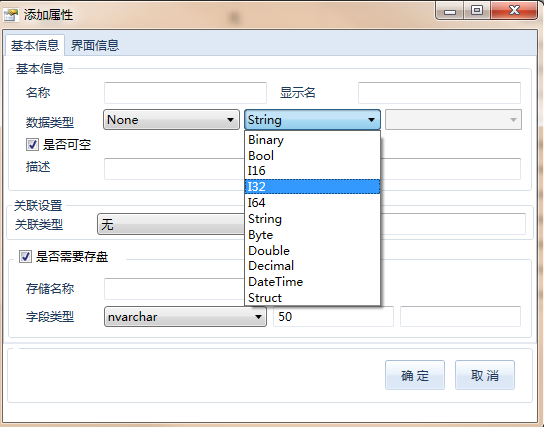 添加属性
基本信息 界面信息
基本信息
名称 显示名
数据类型 None String
Binary
是否可空
Bool
I16
描述
I32
I64
关联设置
String
关联类型 无
Byte
Double
是否需要存盘
Decimal
DateTime
存储名称
Struct
字段类型 nvarchar 50
确 定 取 消